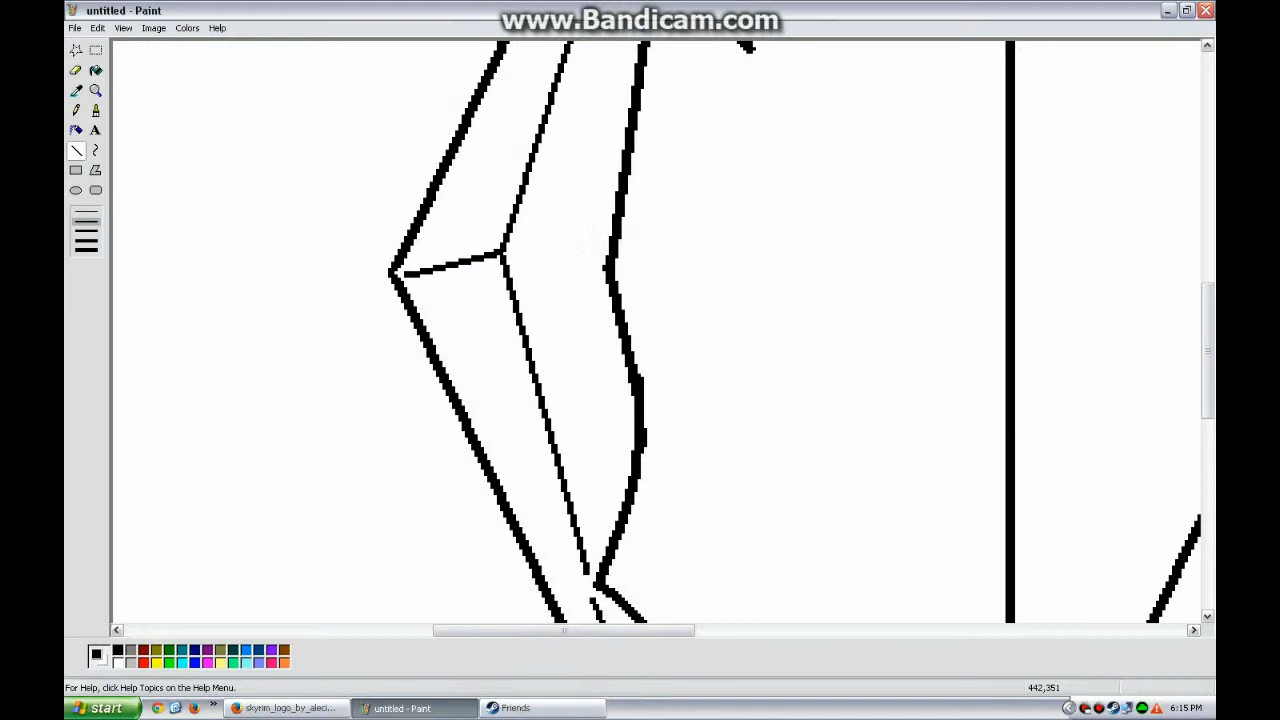 www.Bandicam.com
untitled - Paint
File Edit View Image Colors Help
A
For Help, click Help Topics on the Help Menu.
442,351
start
skyrim_logo_by_aleci...
untitled - Paint
Friends
6:15 PM